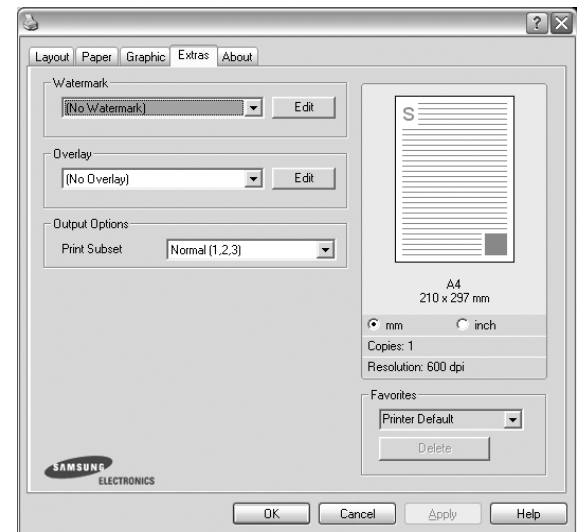 Layout Paper Graphic Extras About
Watermark
(No Watermark) Edit
Overlay
(No Overlay) Edit
Output Options
Print Subset Normal (1,2,3)
S
A4
210 x 297 mm
mm inch
Copies: 1
Resolution: 600 dpi
Favorites
Printer Default
Delete
SAMSUNG
ELECTRONICS
OK Cancel Apply Help